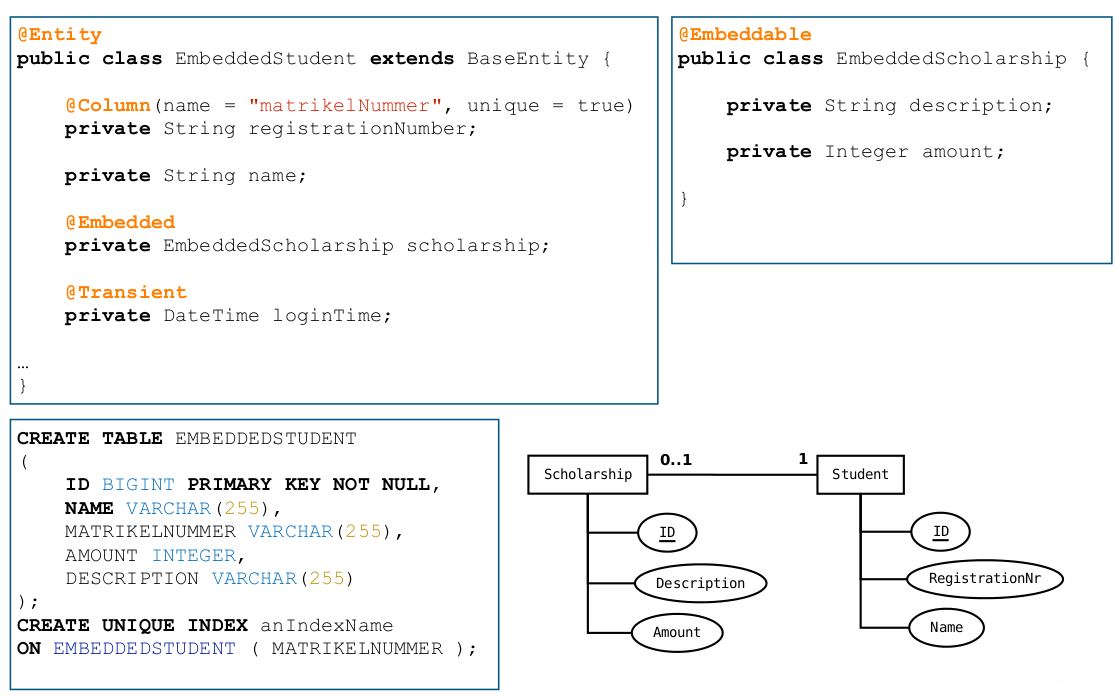 @Entity
public class EmbeddedStudent extends BaseEntity {
@Column(name = "matrikelNummer", unique = true)
private String registrationNumber;
private String name;
@Embedded
private EmbeddedScholarship scholarship;
@Transient
private DateTime loginTime;
…
}
@Embeddable
public class EmbeddedScholarship {
private String description;
private Integer amount;
}
CREATE TABLE EMBEDDEDSTUDENT
(
ID BIGINT PRIMARY KEY NOT NULL,
NAME VARCHAR(255),
MATRIKELNUMMER VARCHAR(255),
AMOUNT INTEGER,
DESCRIPTION VARCHAR(255)
);
CREATE UNIQUE INDEX anIndexName
ON EMBEDDEDSTUDENT ( MATRIKELNUMMER );
Scholarship 0..1 1 Student
ID ID
Description RegistrationNr
Amount Name